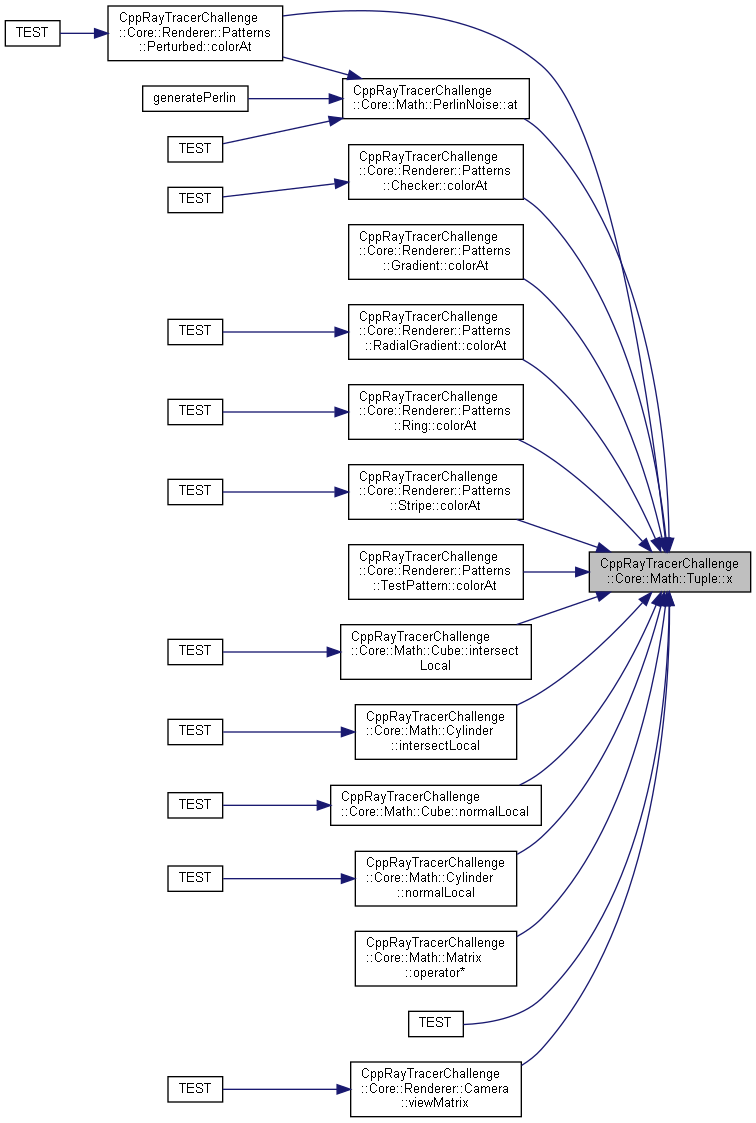 CppRayTracerChallenge
::Core::Renderer::Patterns
::Perturbed::colorAt
TEST
CppRayTracerChallenge
::Core::Math::PerlinNoise::at
generatePerlin
TEST
CppRayTracerChallenge
::Core::Renderer::Patterns
::Checker::colorAt
TEST
CppRayTracerChallenge
::Core::Renderer::Patterns
::Gradient::colorAt
CppRayTracerChallenge
::Core::Renderer::Patterns
::RadialGradient::colorAt
TEST
CppRayTracerChallenge
::Core::Renderer::Patterns
::Ring::colorAt
TEST
CppRayTracerChallenge
::Core::Renderer::Patterns
::Stripe::colorAt
TEST
CppRayTracerChallenge
::Core::Renderer::Patterns
::TestPattern::colorAt
CppRayTracerChallenge
::Core::Math::Tuple::x
CppRayTracerChallenge
::Core::Math::Cube::intersect
Local
TEST
CppRayTracerChallenge
::Core::Math::Cylinder
::intersectLocal
TEST
CppRayTracerChallenge
::Core::Math::Cube::normalLocal
TEST
CppRayTracerChallenge
::Core::Math::Cylinder
::normalLocal
TEST
CppRayTracerChallenge
::Core::Math::Matrix
::operator*
TEST
CppRayTracerChallenge
::Core::Renderer::Camera
::viewMatrix
TEST